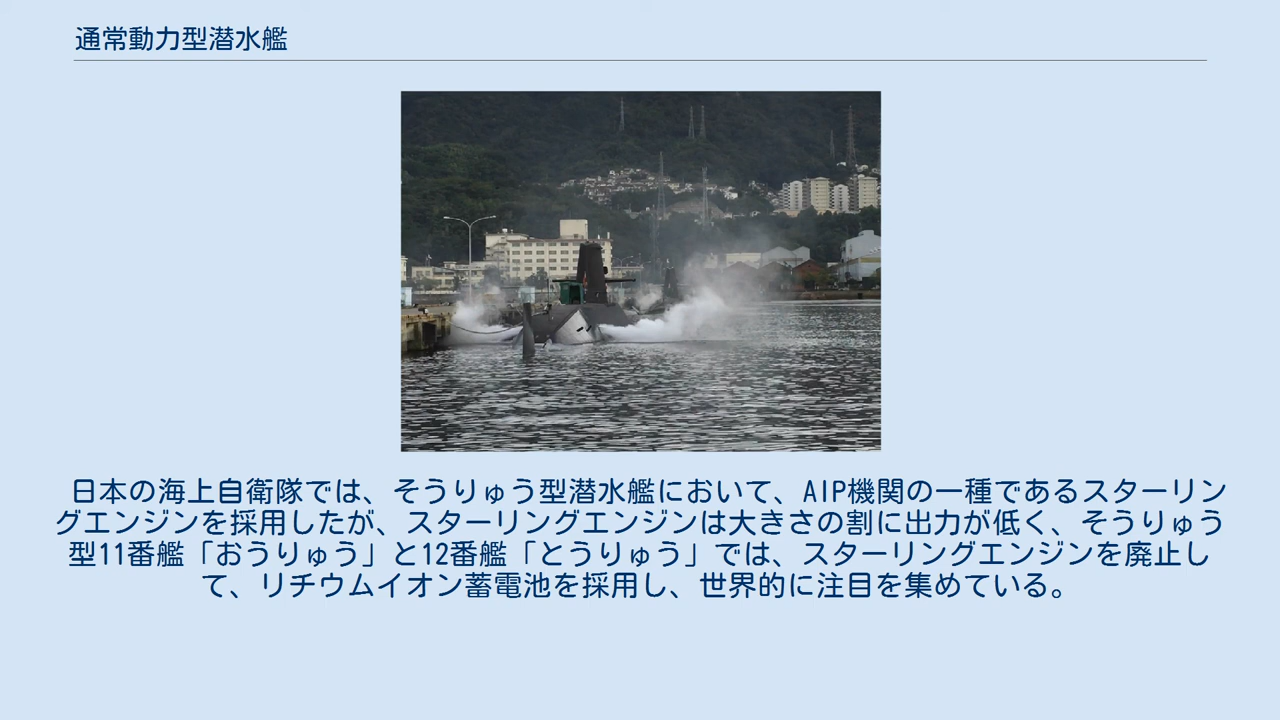 通常動力型潜水艦
日本の海上自衛隊では、そうりゅう型潜水艦において、AIP機関の一種であるスターリン
グエンジンを採用したが、スターリングエンジンは大きさの割に出力が低く、そうりゅう
型11番艦「おうりゅう」と12番艦「とうりゅう」では、スターリングエンジンを廃止し
て、リチウムイオン蓄電池を採用し、世界的に注目を集めている。